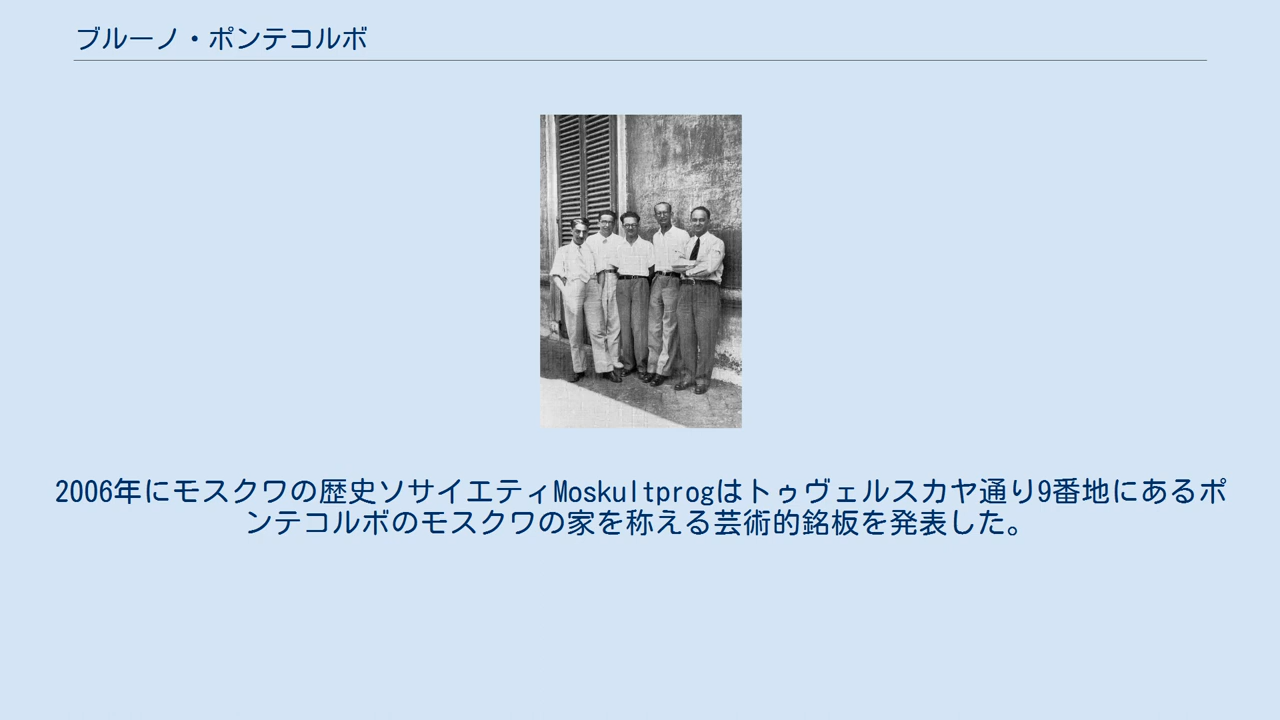 ブルーノ・ポンテコルボ
2006年にモスクワの歴史ソサイエティMoskultprogはトゥヴェルスカヤ通り9番地にあるポ
ンテコルボのモスクワの家を称える芸術的銘板を発表した。